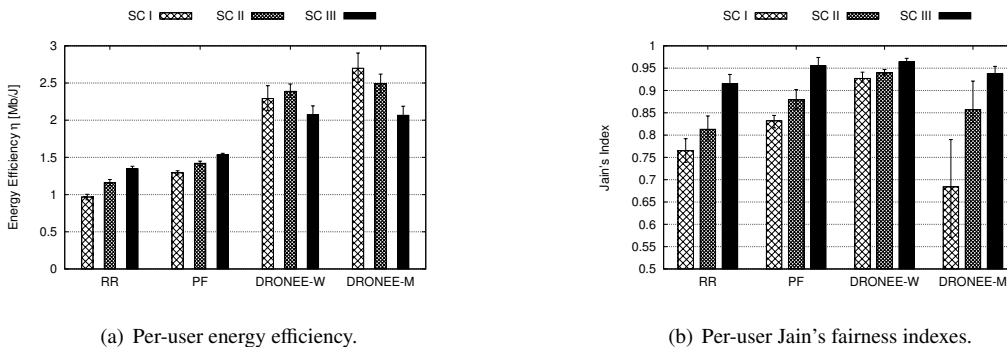 SC I SC II SC III
Energy Efficiency η [Mb/J]
3
2.5
2
1.5
1
0.5
0
RR PF DRONEE-W DRONEE-M
(a) Per-user energy efficiency.
SC I SC II SC III
Jain's Index
1
0.95
0.9
0.85
0.8
0.75
0.7
0.65
0.6
0.55
0.5
RR PF DRONEE-W DRONEE-M
(b) Per-user Jain's fairness indexes.